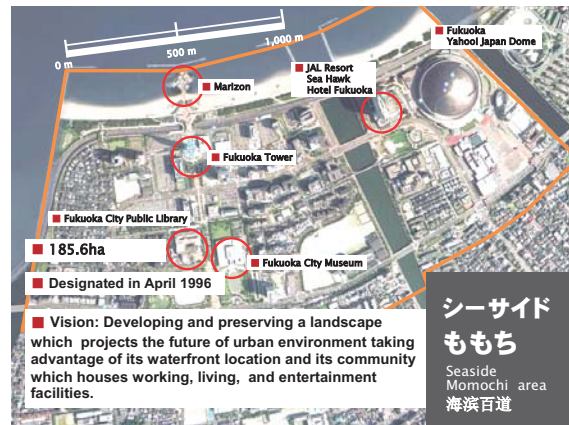 Fukuoka
Yahoo! Japan Dome
1,000 m
500 m
0 m
JAL Resort
Sea Hawk
Hotel Fukuoka
Marizon
Fukuoka Tower
Fukuoka City Public Library
185.6ha
Fukuoka City Museum
Designated in April 1996
Vision: Developing and preserving a landscape
which projects the future of urban environment taking
advantage of its waterfront location and its community
which houses working, living, and entertainment
facilities.
シーサイド
ももち
Seaside
Momochi area
海滨百道